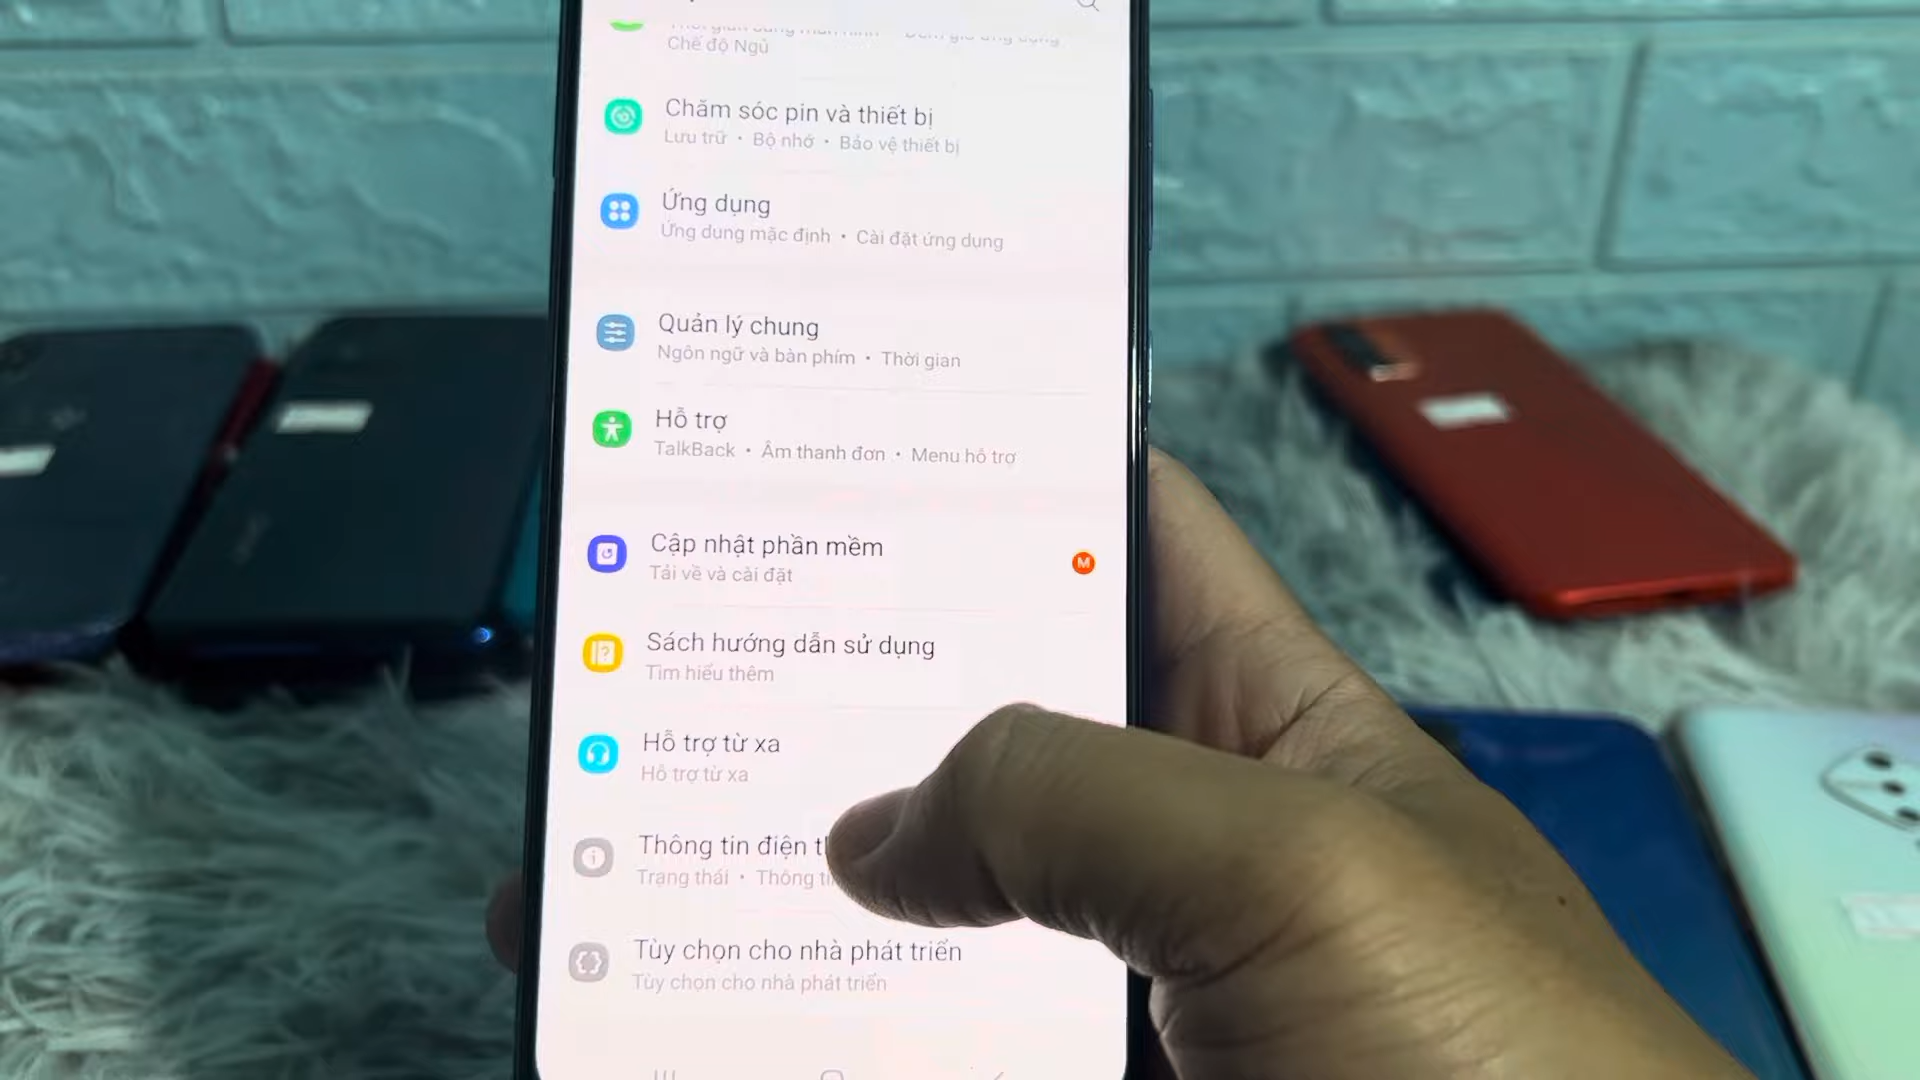 Chế độ Ngủ
Chăm sóc pin và thiết bị
Lưu trữ • Bộ nhớ • Bảo vệ thiết bị
Ứng dụng
Ứng dụng mặc định • Cài đặt ứng dụng
Quản lý chung
Ngôn ngữ và bàn phím • Thời gian
Hỗ trợ
TalkBack • Âm thanh đơn • Menu hỗ trợ
Cập nhật phần mềm
Tải về và cài đặt
M
Sách hướng dẫn sử dụng
Tìm hiểu thêm
Hỗ trợ từ xa
Hỗ trợ từ xa
Thông tin điện
Trạng thái • Thông
Tùy chọn cho nhà phát triển
Tùy chọn cho nhà phát triển